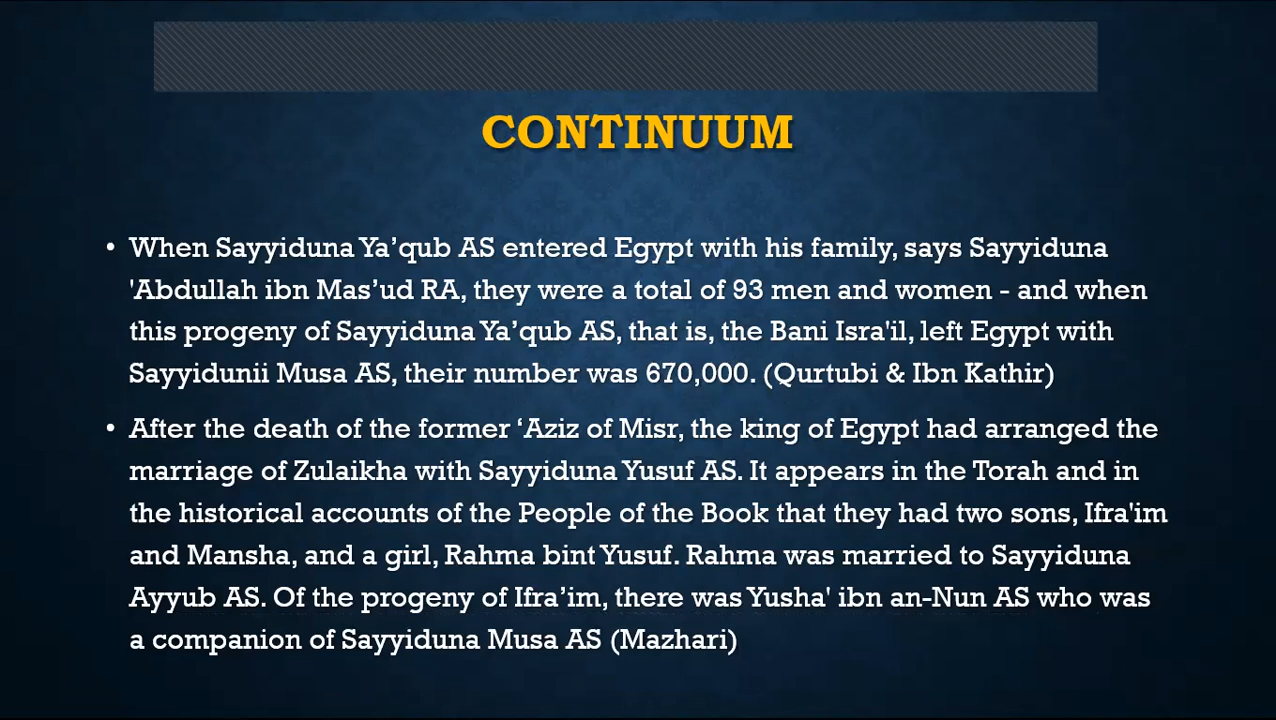 CONTINUUM
• When Sayyiduna Ya’qub AS entered Egypt with his family, says Sayyiduna
'Abdullah ibn Mas’ud RA, they were a total of 93 men and women - and when
this progeny of Sayyiduna Ya’qub AS, that is, the Bani Isra'il, left Egypt with
Sayyidunii Musa AS, their number was 670,000. (Qurtubi & Ibn Kathir)
• After the death of the former ‘Aziz of Misr, the king of Egypt had arranged the
marriage of Zulaikha with Sayyiduna Yusuf AS. It appears in the Torah and in
the historical accounts of the People of the Book that they had two sons, Ifra'im
and Mansha, and a girl, Rahma bint Yusuf. Rahma was married to Sayyiduna
Ayyub AS. Of the progeny of Ifra’im, there was Yusha' ibn an-Nun AS who was
a companion of Sayyiduna Musa AS (Mazhari)